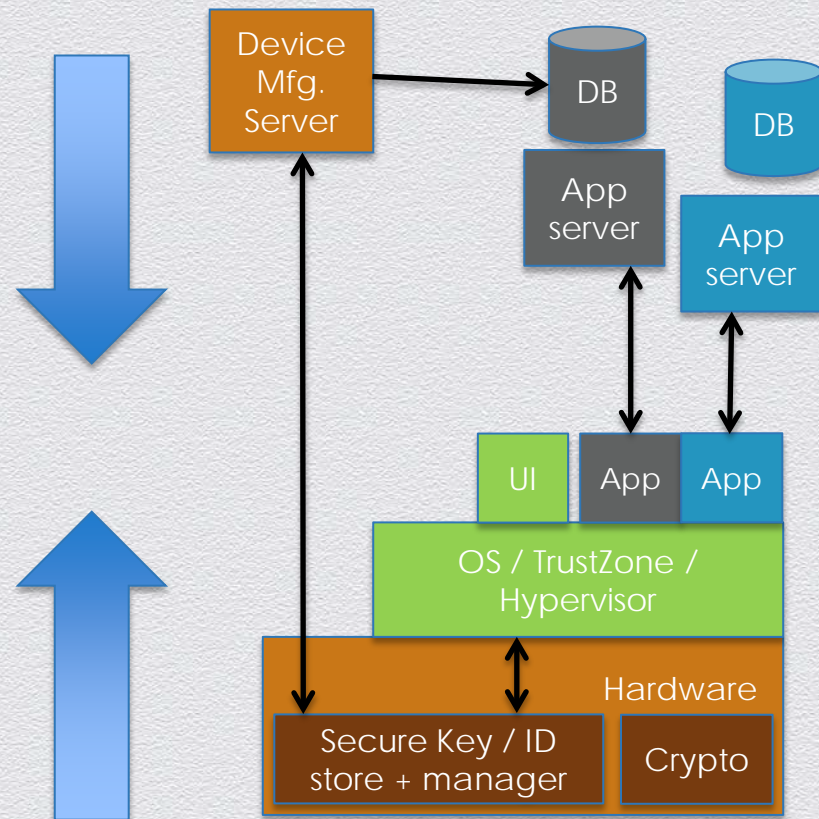 Device
Mfg.
Server
DB
DB
App
server
App
server
UI
App
App
OS / TrustZone /
Hypervisor
Hardware
Secure Key / ID
store + manager
Crypto